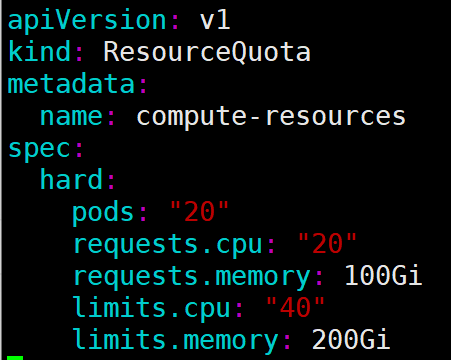 apiVersion: v1
kind: ResourceQuota
metadata:
  name: compute-resources
spec:
  hard:
    pods: "20"
    requests.cpu: "20"
    requests.memory: 100Gi
    limits.cpu: "40"
    limits.memory: 200Gi